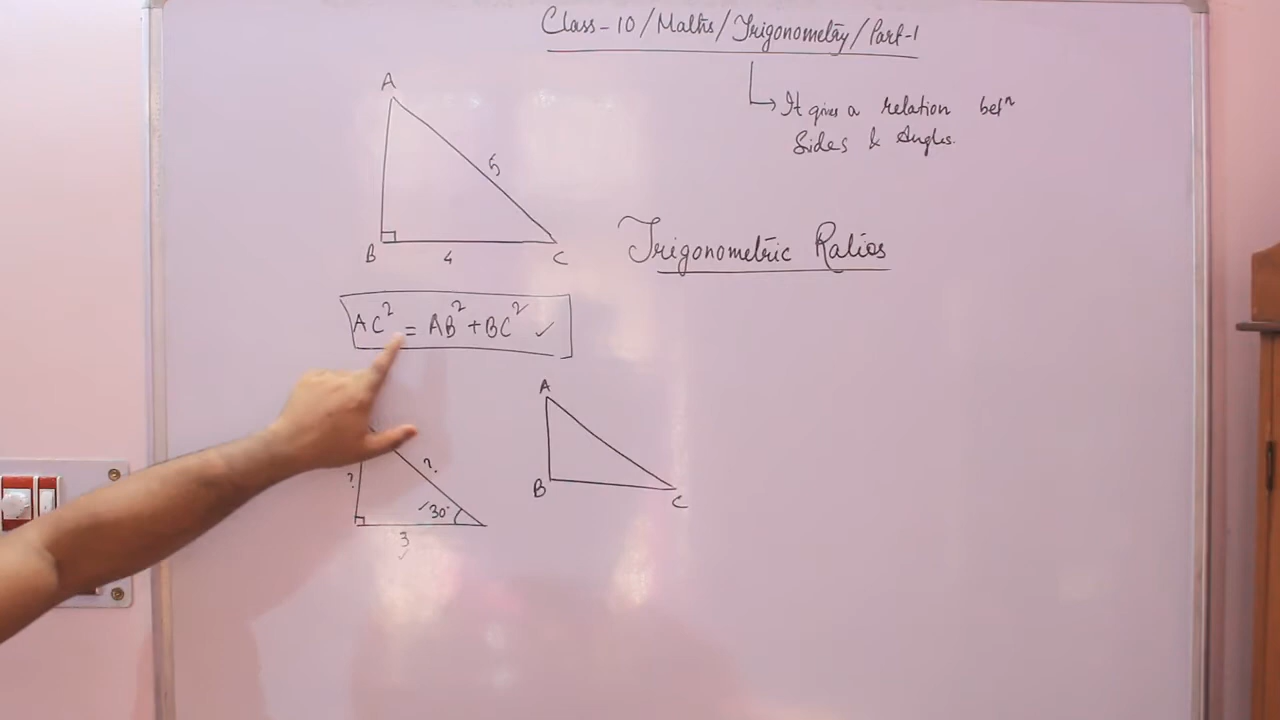 Class-10/Maths/Trigonometry/Part-1
It gives a relation betn
Sides & Angles.
A
5
B
4
C
Trigonometric Ratios
AC² = AB² + BC² ✓
A
B
C
?
?
✓30°
3
✓